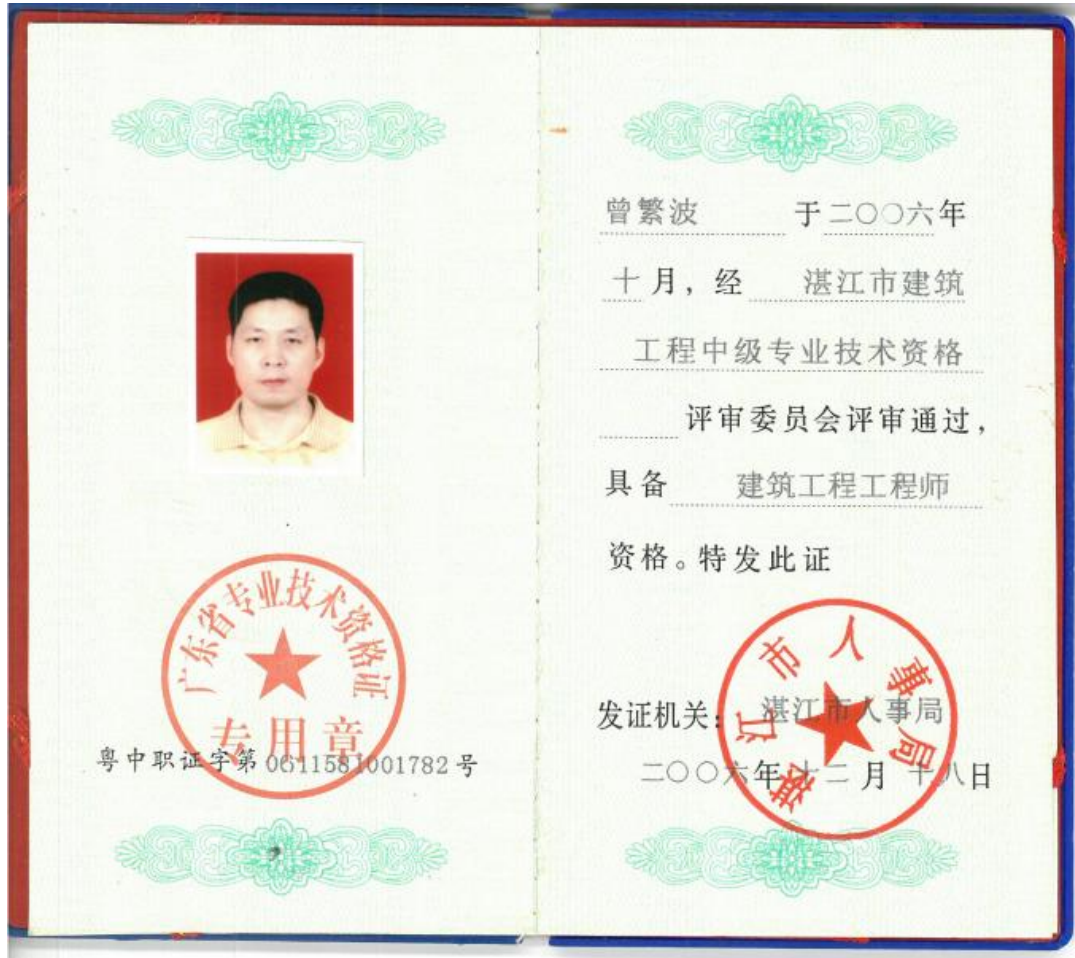 广东省专业技术资格证
专用章
粤中职证字第0611581001782号
曾繁波 于二〇〇六年
十月，经 湛江市建筑
工程中级专业技术资格
评审委员会评审通过，
具备 建筑工程工程师
资格。特发此证
湛江市人事局
发证机关：湛江市人事局
二〇〇六年十二月十八日